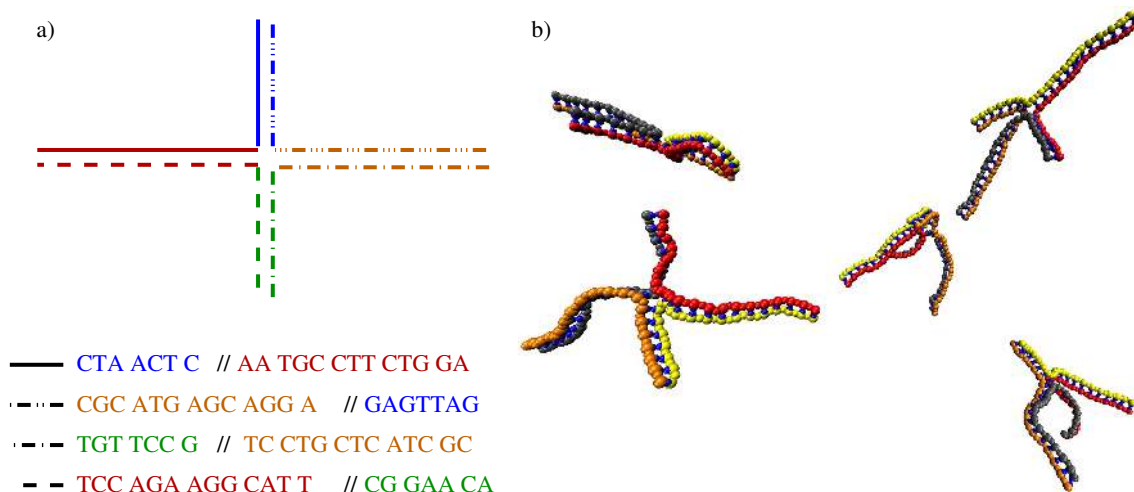 a)
b)
CTA ACT C // AA TGC CTT CTG GA
CGC ATG AGC AGG A // GAGTTAG
TGT TCC G // TC CTG CTC ATC GC
TCC AGA AGG CAT T // CG GAA CA